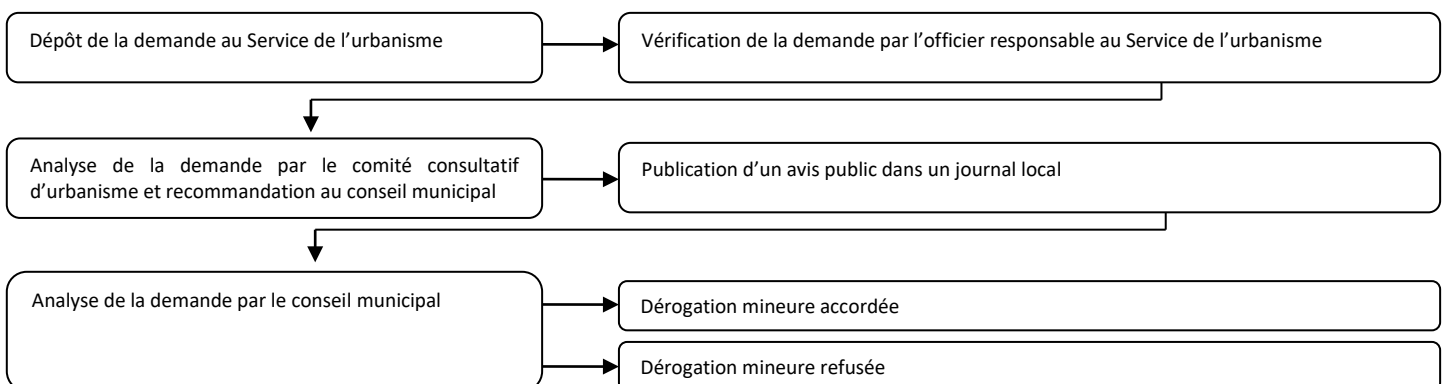 Dépôt de la demande au Service de l’urbanisme
Vérification de la demande par l’officier responsable au Service de l’urbanisme
Analyse de la demande par le comité consultatif
d’urbanisme et recommandation au conseil municipal
Publication d’un avis public dans un journal local
Analyse de la demande par le conseil municipal
Dérogation mineure accordée
Dérogation mineure refusée